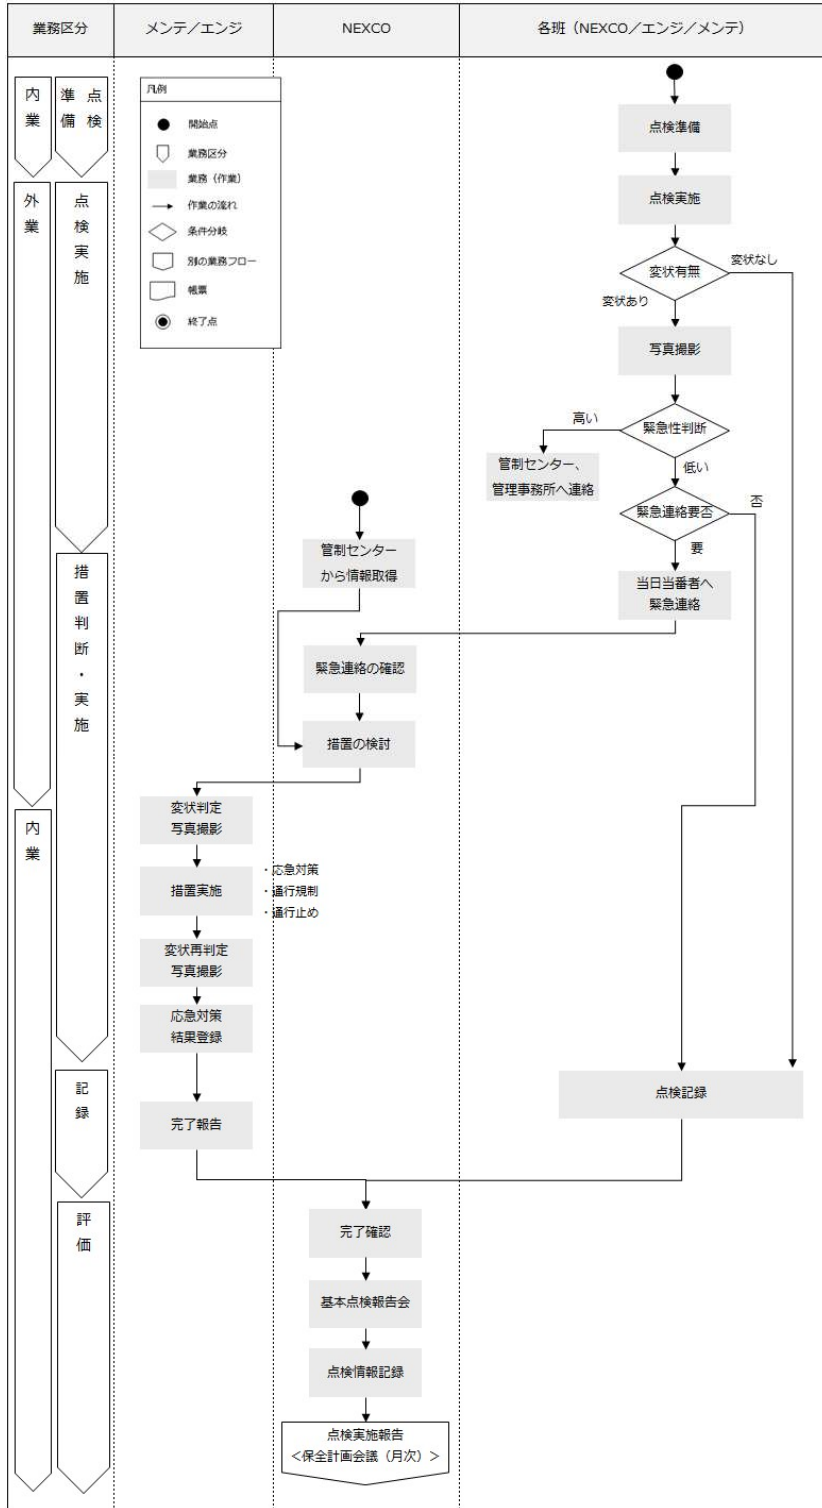 業務区分
メンテ／エンジ
NEXCO
各班（NEXCO／エンジ／メンテ）
内業
点検準備
外業
点検実施
措置判断・実施
内業
記録
評価
凡例
開始点
業務区分
業務（作業）
作業の流れ
条件分岐
別の業務フロー
帳票
終了点
点検準備
点検実施
変状有無
変状なし
変状あり
写真撮影
緊急性判断
高い
低い
管制センター、
管理事務所へ連絡
緊急連絡要否
否
要
当日当番者へ
緊急連絡
管制センター
から情報取得
緊急連絡の確認
措置の検討
変状判定
写真撮影
措置実施
・応急対策
・通行規制
・通行止め
変状再判定
写真撮影
応急対策
結果登録
完了報告
点検記録
完了確認
基本点検報告会
点検情報記録
点検実施報告
＜保全計画会議（月次）＞